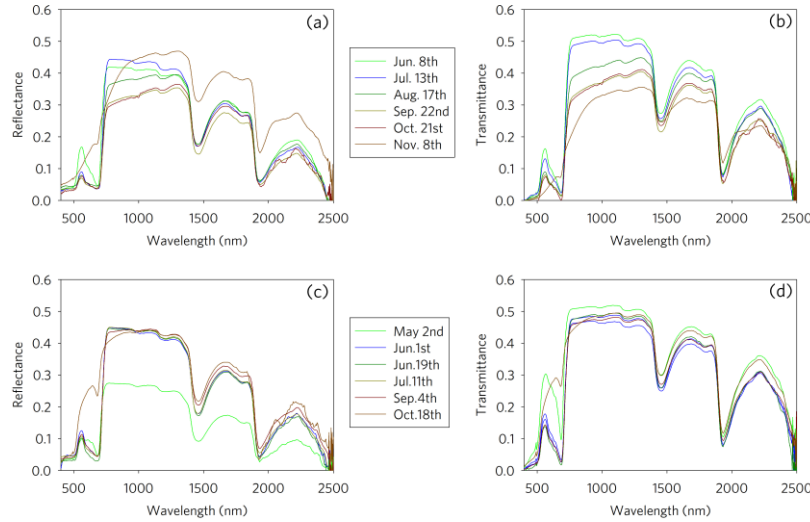 (a)
0.6
0.5
0.4
0.3
0.2
0.1
0.0
Reflectance
500 1000 1500 2000 2500
Wavelength (nm)
Jun. 8th
Jul. 13th
Aug. 17th
Sep. 22nd
Oct. 21st
Nov. 8th
(b)
0.6
0.5
0.4
0.3
0.2
0.1
0.0
Transmittance
500 1000 1500 2000 2500
Wavelength (nm)
(c)
0.6
0.5
0.4
0.3
0.2
0.1
0.0
Reflectance
500 1000 1500 2000 2500
Wavelength (nm)
May 2nd
Jun.1st
Jun.19th
Jul.11th
Sep.4th
Oct.18th
(d)
0.6
0.5
0.4
0.3
0.2
0.1
0.0
Transmittance
500 1000 1500 2000 2500
Wavelength (nm)